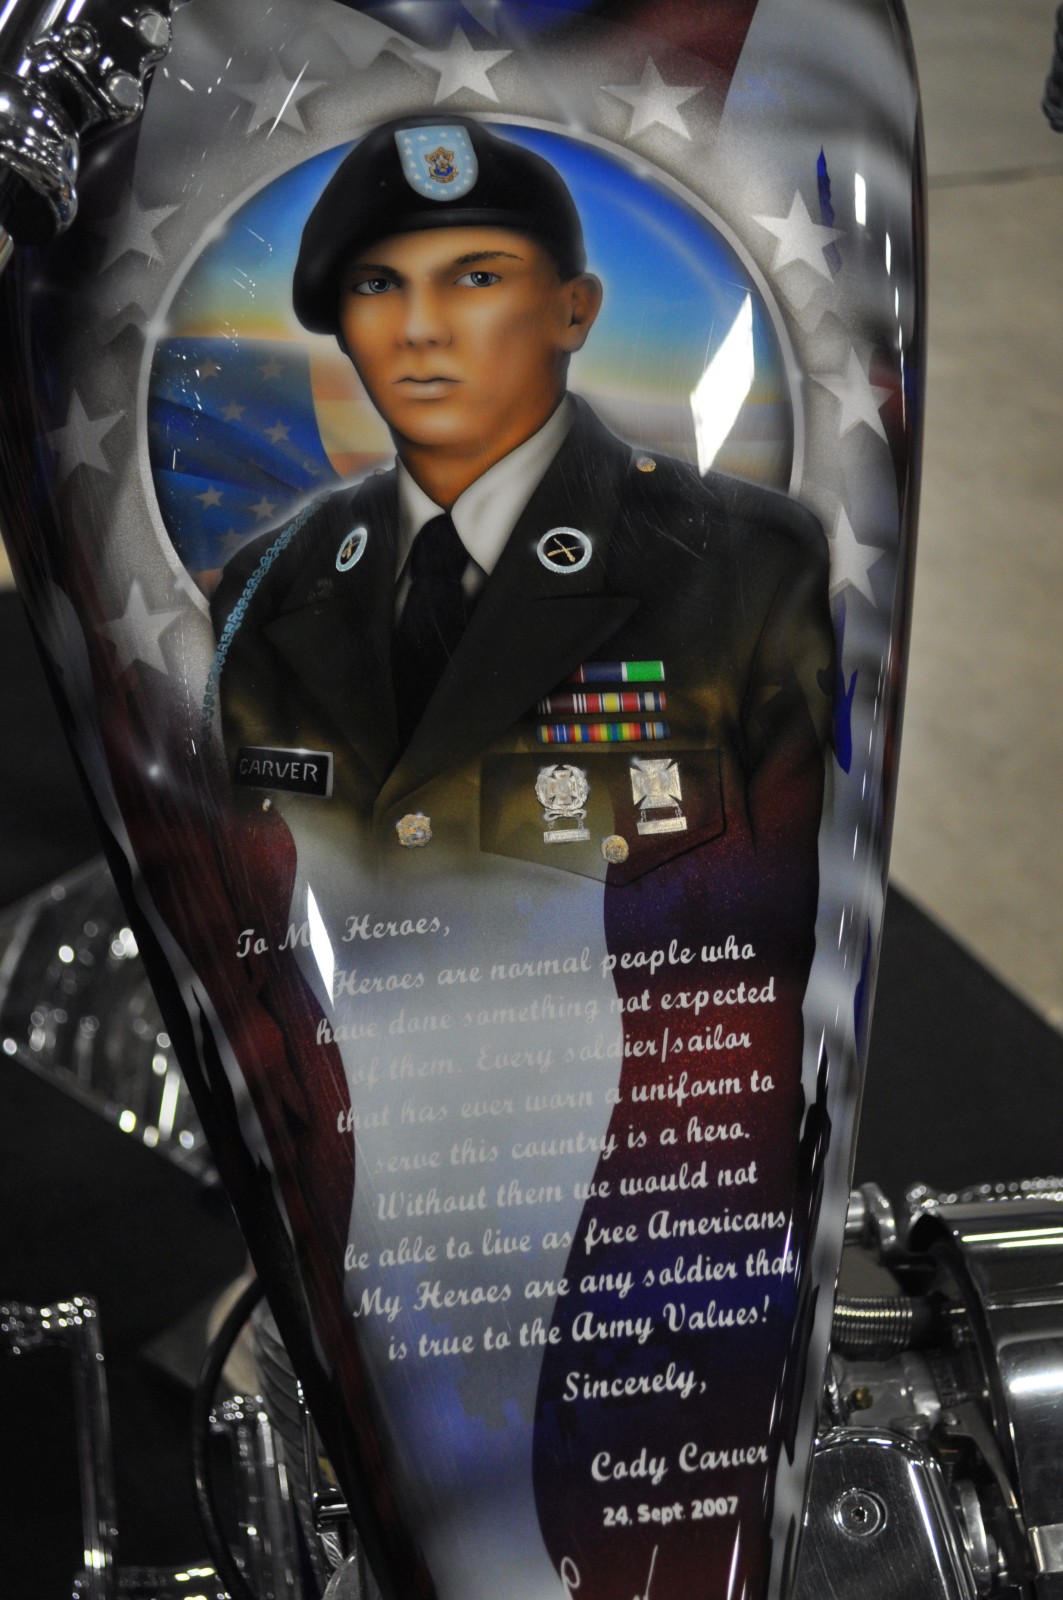 CARVER
To My Heroes,
Heroes are normal people who
have done something not expected
of them. Every soldier/sailor
that has ever worn a uniform to
serve this country is a hero.
Without them we would not
be able to live as free Americans
My Heroes are any soldier that
is true to the Army Values!
Sincerely,
Cody Carver
24. Sept. 2007